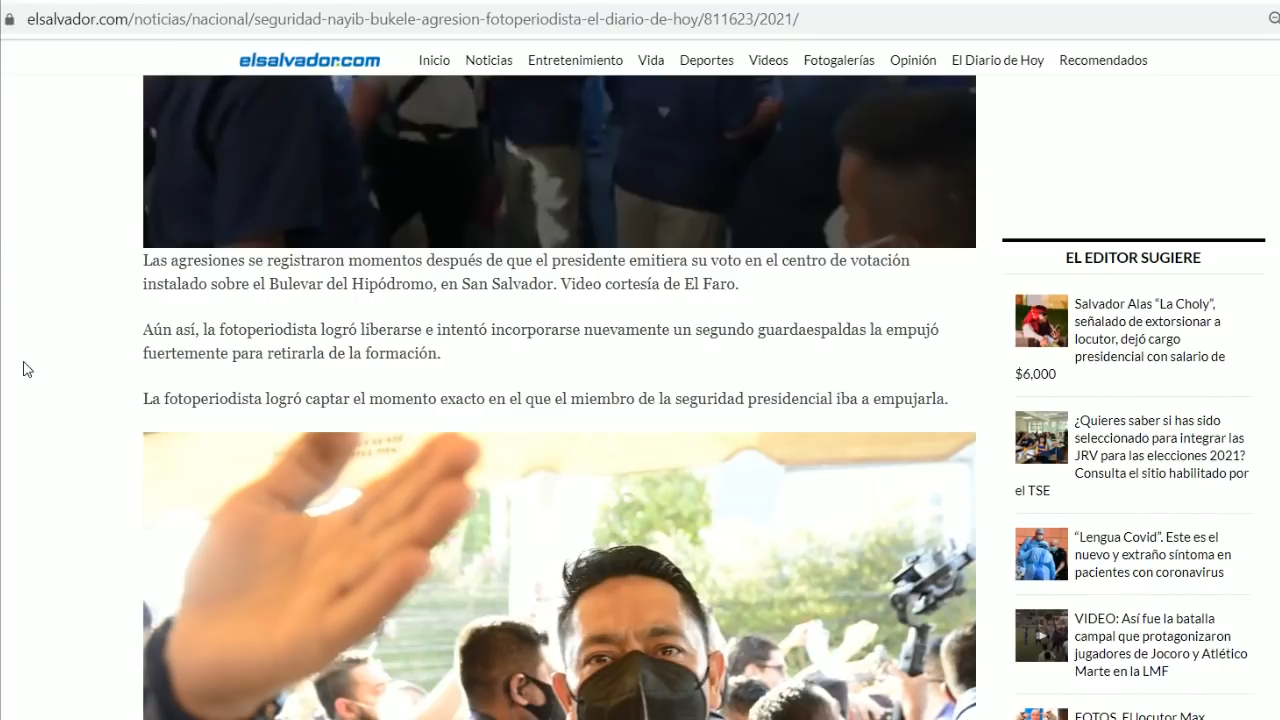 elsalvador.com/noticias/nacional/seguridad-nayib-bukele-agresion-fotoperiodista-el-diario-de-hoy/811623/2021/
elsalvador.com
Inicio Noticias Entretenimiento Vida Deportes Videos Fotogalerías Opinión El Diario de Hoy Recomendados
Las agresiones se registraron momentos después de que el presidente emitiera su voto en el centro de votación
instalado sobre el Bulevar del Hipódromo, en San Salvador. Video cortesía de El Faro.
Aún así, la fotoperiodista logró liberarse e intentó incorporarse nuevamente un segundo guardaespaldas la empujó
fuertemente para retirarla de la formación.
La fotoperiodista logró captar el momento exacto en el que el miembro de la seguridad presidencial iba a empujarla.
EL EDITOR SUGIERE
Salvador Alas “La Choly”,
señalado de extorsionar a
locutor, dejó cargo
presidencial con salario de
$6,000
¿Quieres saber si has sido
seleccionado para integrar las
JRV para las elecciones 2021?
Consulta el sitio habilitado por
el TSE
“Lengua Covid”. Este es el
nuevo y extraño síntoma en
pacientes con coronavirus
VIDEO: Así fue la batalla
campal que protagonizaron
jugadores de Jocoro y Atlético
Marte en la LMF
FOTOS. El locutor Max